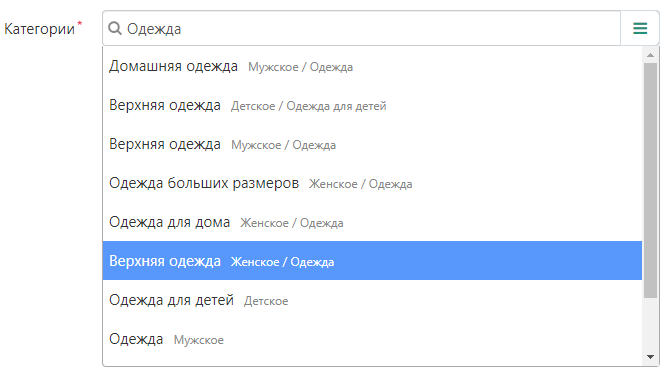 Категории* Одежда
Домашняя одежда Мужское / Одежда
Верхняя одежда Детское / Одежда для детей
Верхняя одежда Мужское / Одежда
Одежда больших размеров Женское / Одежда
Одежда для дома Женское / Одежда
Верхняя одежда Женское / Одежда
Одежда для детей Детское
Одежда Мужское